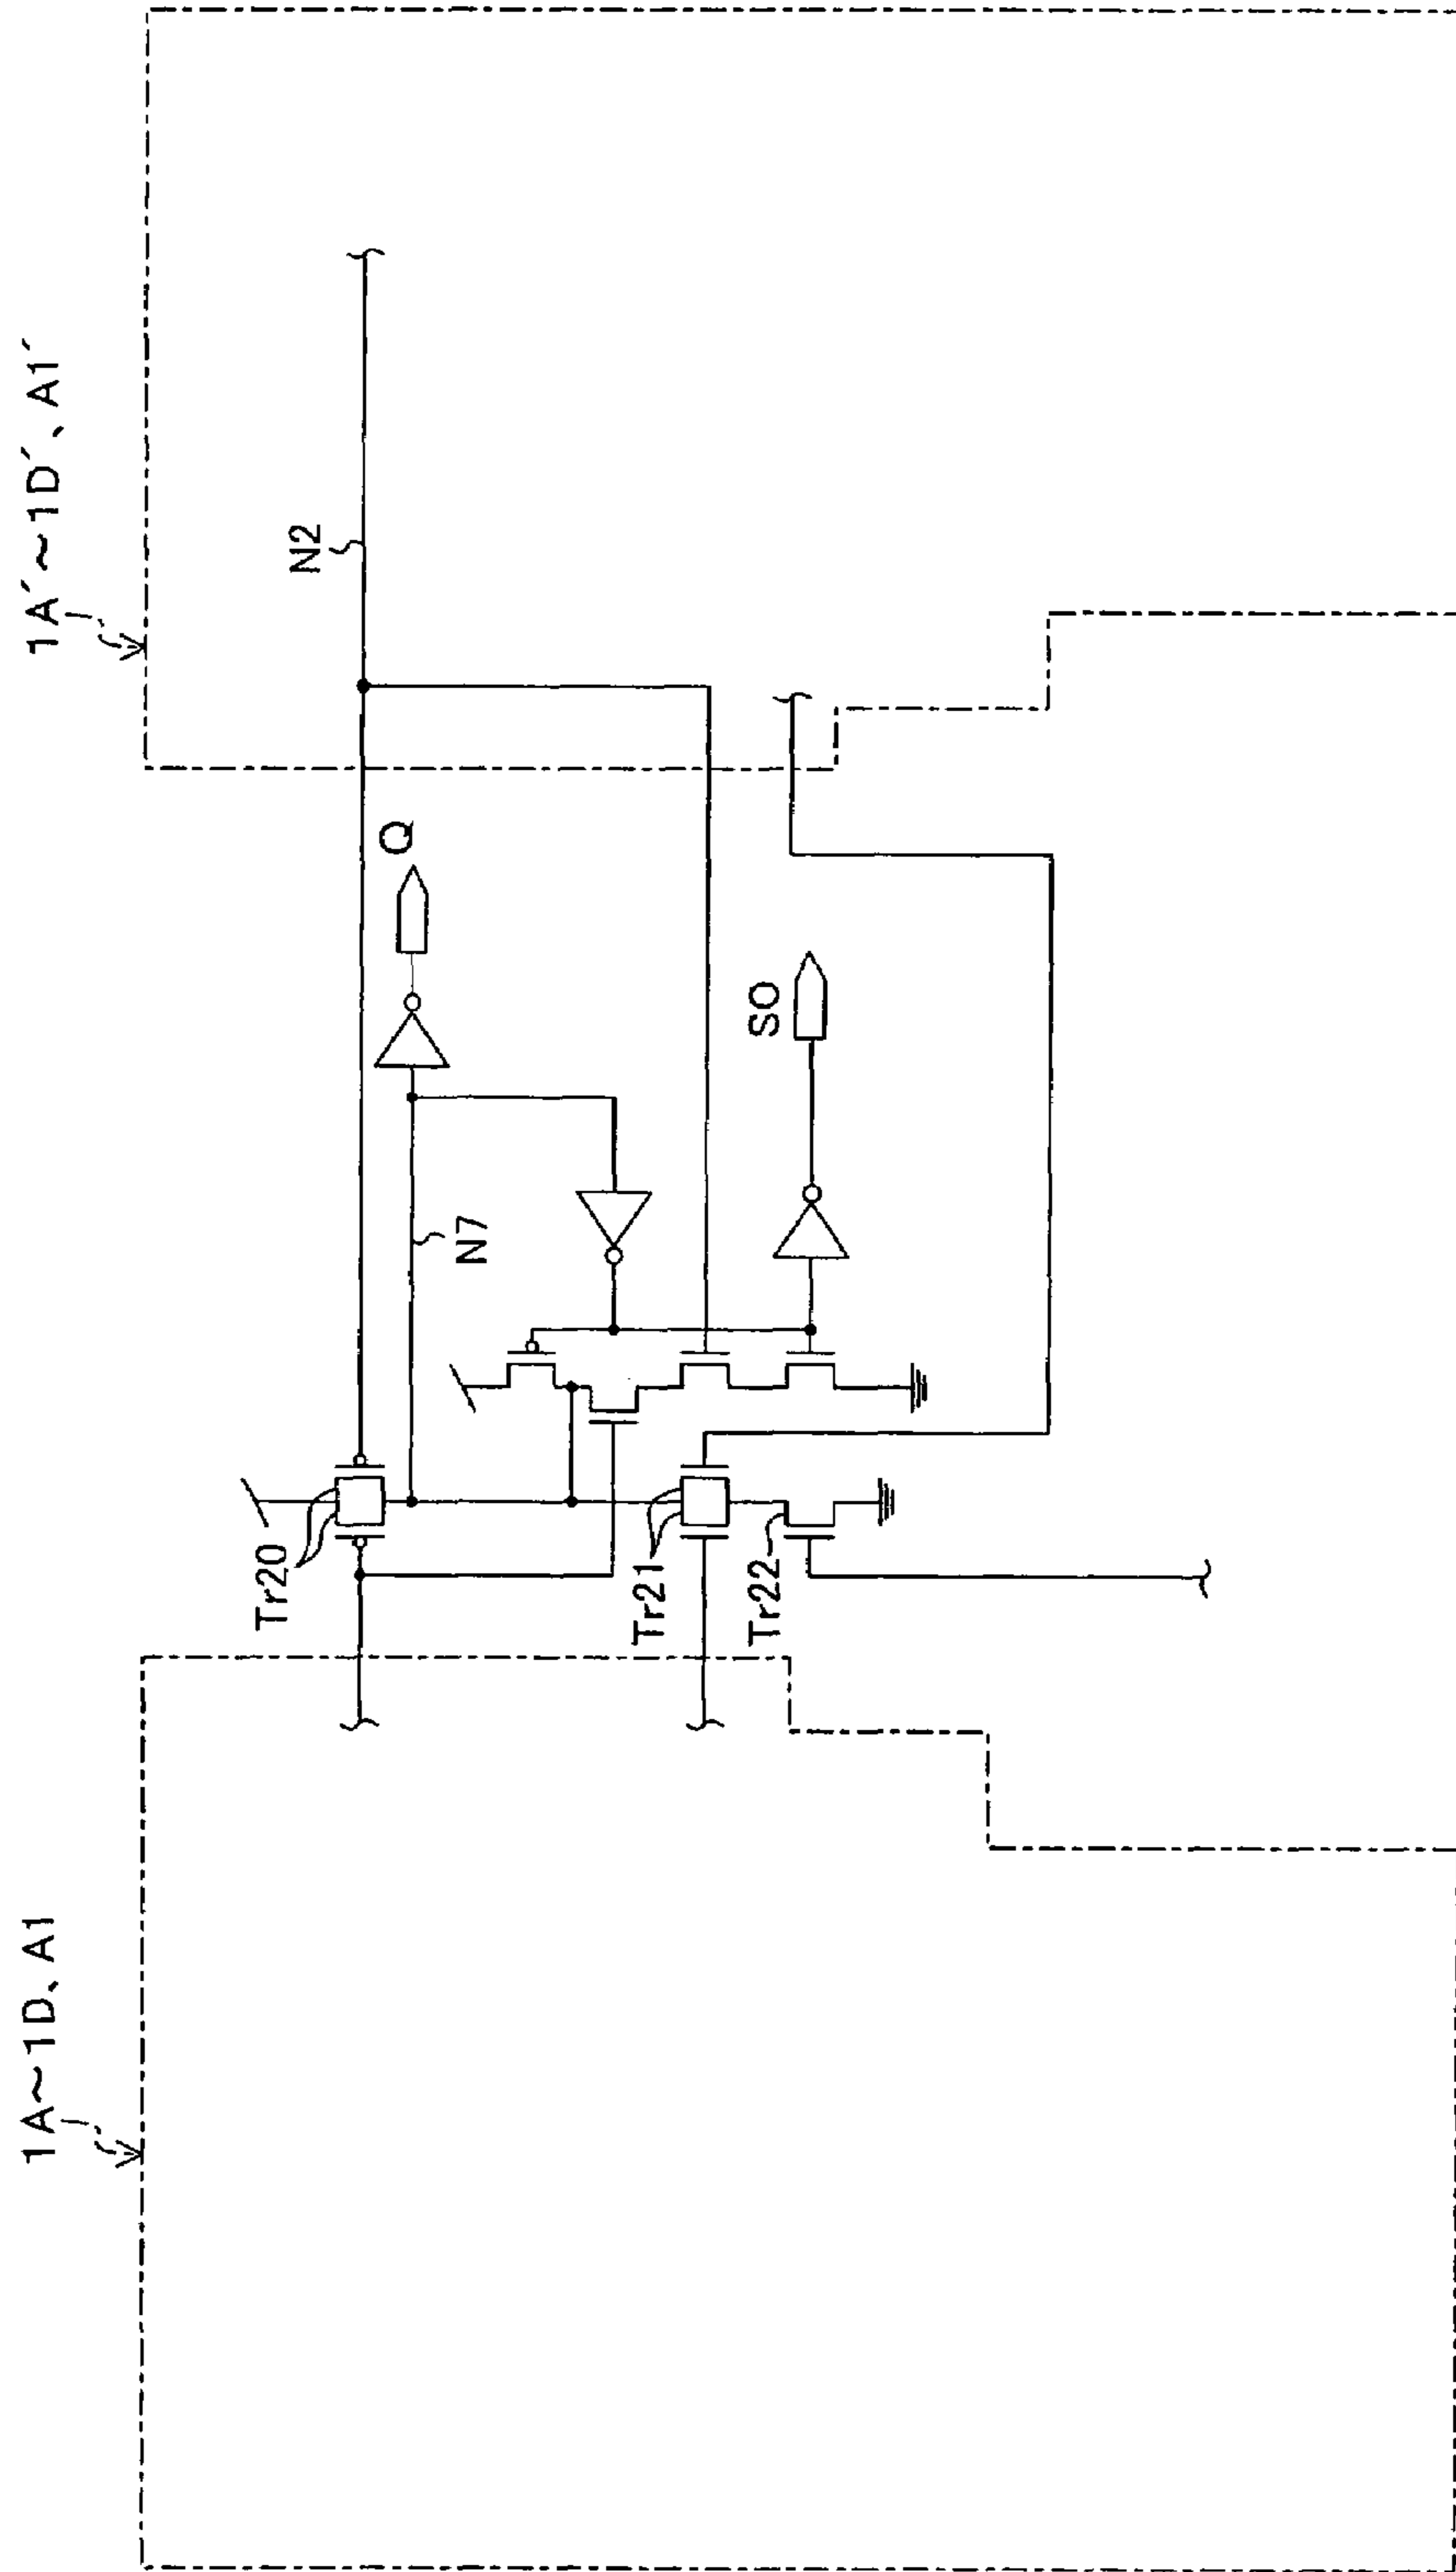 1A~1D、A1
1A´~1D´、A1´
Tr20
N2
Q
N7
Tr21
SO
Tr22